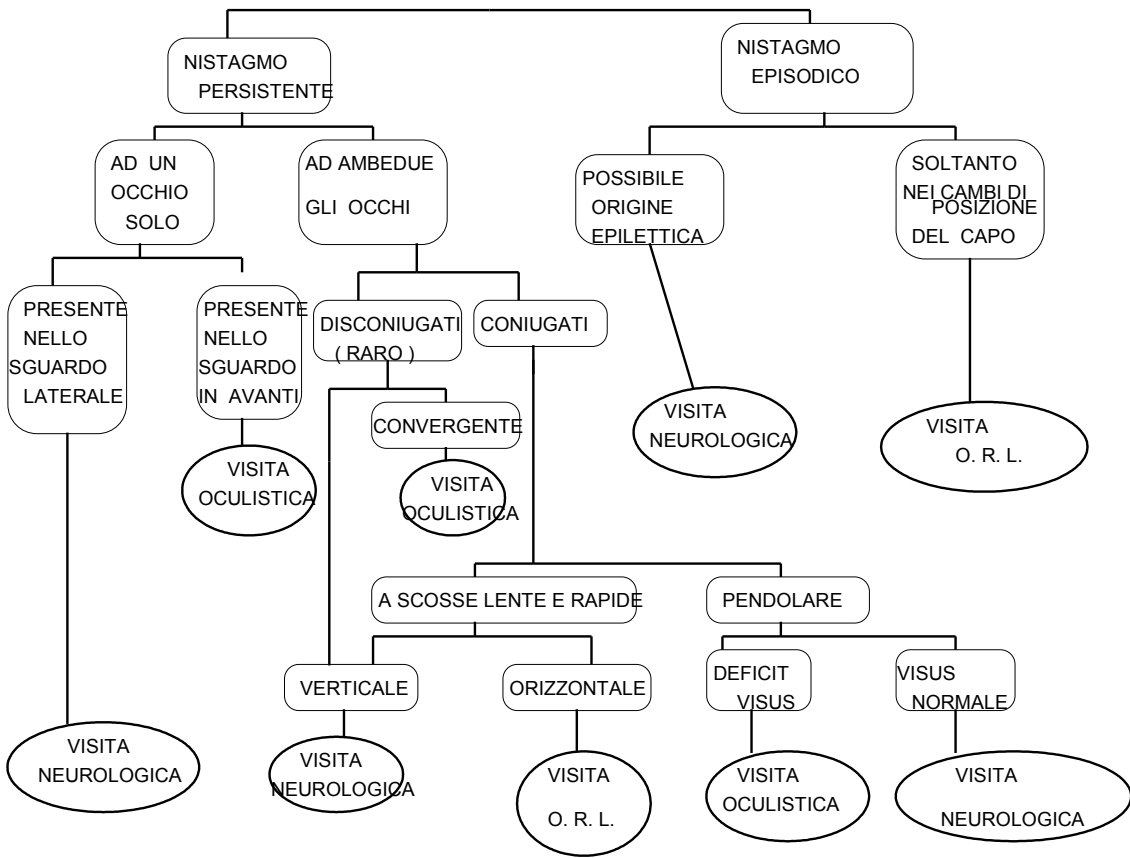 NISTAGMO
PERSISTENTE
NISTAGMO
EPISODICO
AD UN
OCCHIO
SOLO
AD AMBEDUE
GLI OCCHI
POSSIBILE
ORIGINE
EPILETTICA
SOLTANTO
NEI CAMBI DI
POSIZIONE
DEL CAPO
PRESENTE
NELLO
SGUARDO
LATERALE
PRESENTE
NELLO
SGUARDO
IN AVANTI
DISCONIUGATI
( RARO )
CONIUGATI
CONVERGENTE
VISITA
OCULISTICA
VISITA
OCULISTICA
VISITA
NEUROLOGICA
VISITA
O. R. L.
A SCOSSE LENTE E RAPIDE
PENDOLARE
VERTICALE
ORIZZONTALE
DEFICIT
VISUS
VISUS
NORMALE
VISITA
NEUROLOGICA
VISITA
NEUROLOGICA
VISITA
O. R. L.
VISITA
OCULISTICA
VISITA
NEUROLOGICA